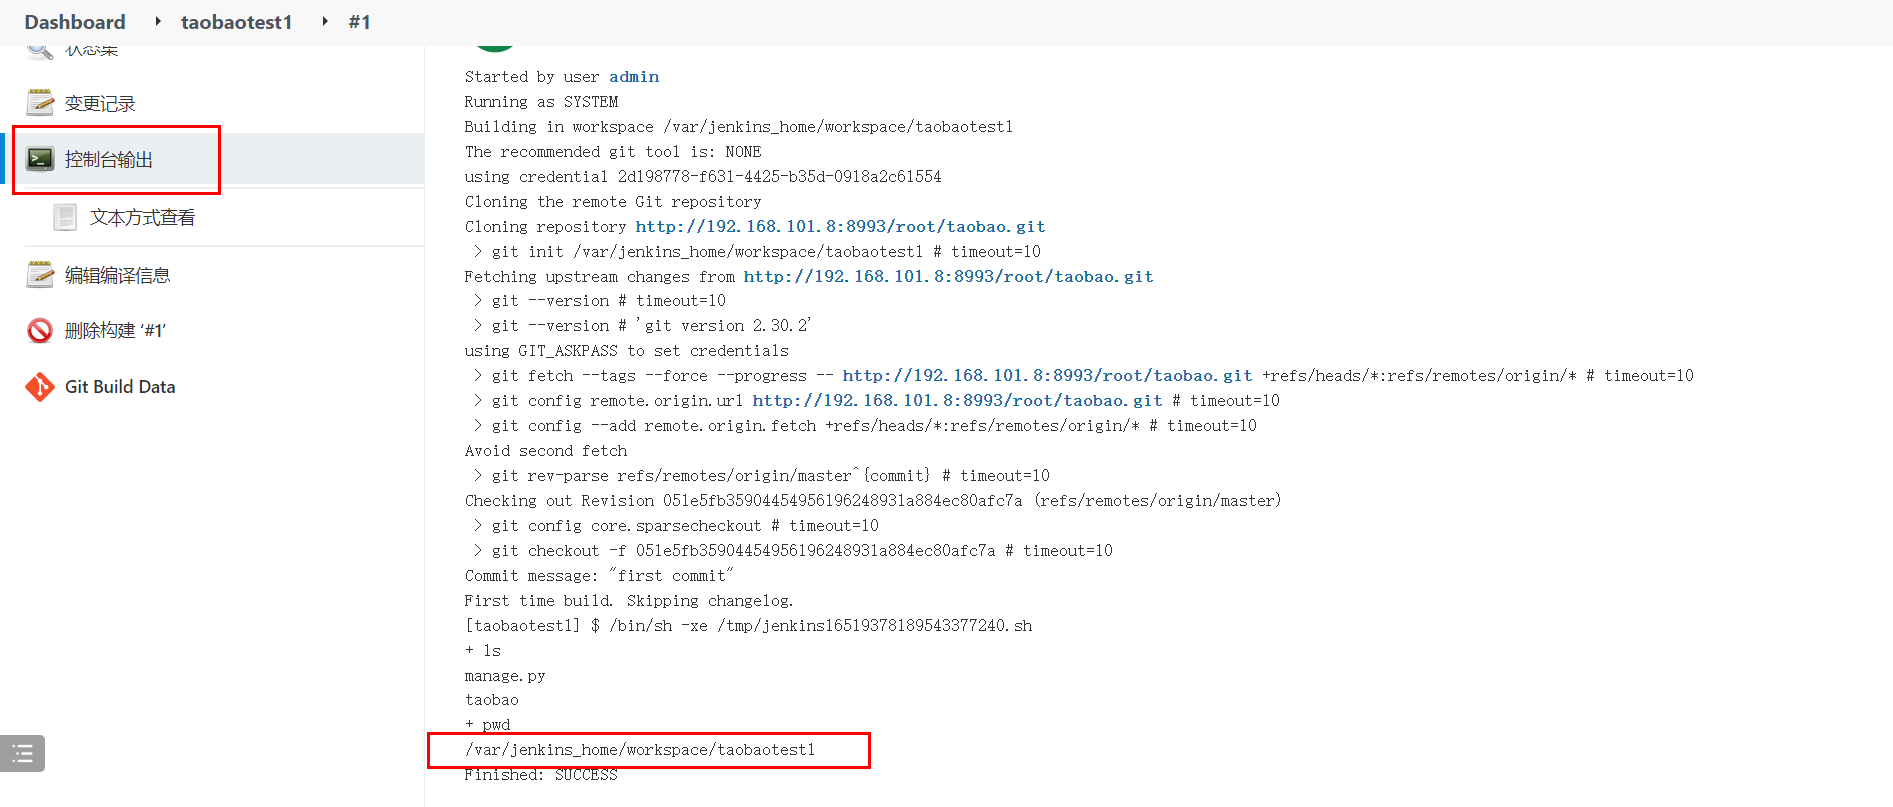 Dashboard taobaotest1 #1
状态集
变更记录
控制台输出
文本方式查看
编辑编译信息
删除构建 ‘#1’
Git Build Data
Started by user admin
Running as SYSTEM
Building in workspace /var/jenkins_home/workspace/taobaotest1
The recommended git tool is: NONE
using credential 2d198778-f631-4425-b35d-0918a2c61554
Cloning the remote Git repository
Cloning repository http://192.168.101.8:8993/root/taobao.git
> git init /var/jenkins_home/workspace/taobaotest1 # timeout=10
Fetching upstream changes from http://192.168.101.8:8993/root/taobao.git
> git --version # timeout=10
> git --version # 'git version 2.30.2'
using GIT_ASKPASS to set credentials
> git fetch --tags --force --progress -- http://192.168.101.8:8993/root/taobao.git +refs/heads/*:refs/remotes/origin/* # timeout=10
> git config remote.origin.url http://192.168.101.8:8993/root/taobao.git # timeout=10
> git config --add remote.origin.fetch +refs/heads/*:refs/remotes/origin/* # timeout=10
Avoid second fetch
> git rev-parse refs/remotes/origin/master^{commit} # timeout=10
Checking out Revision 051e5fb35904454956196248931a884ec80afc7a (refs/remotes/origin/master)
> git config core.sparsecheckout # timeout=10
> git checkout -f 051e5fb35904454956196248931a884ec80afc7a # timeout=10
Commit message: "first commit"
First time build. Skipping changelog.
[taobaotest1] $ /bin/sh -xe /tmp/jenkins16519378189543377240.sh
+ ls
manage.py
taobao
+ pwd
/var/jenkins_home/workspace/taobaotest1
Finished: SUCCESS